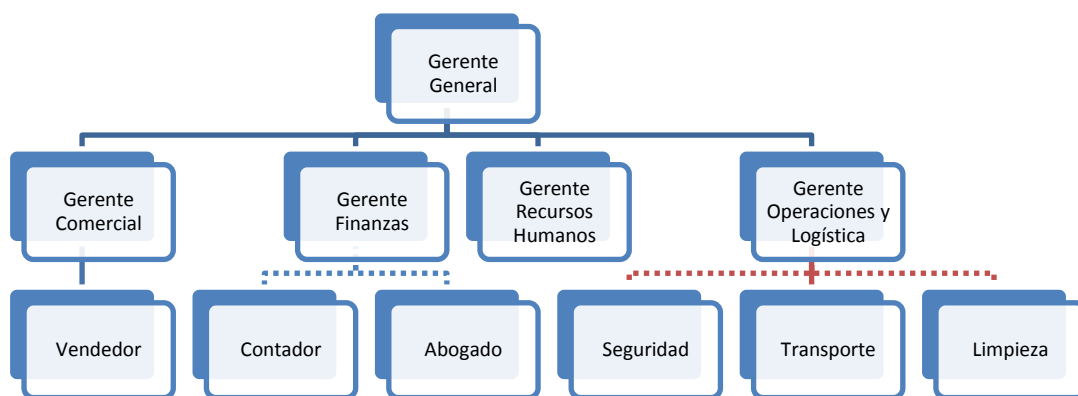 Gerente
General
Gerente
Comercial
Gerente
Finanzas
Gerente
Recursos
Humanos
Gerente
Operaciones y
Logística
Vendedor
Contador
Abogado
Seguridad
Transporte
Limpieza